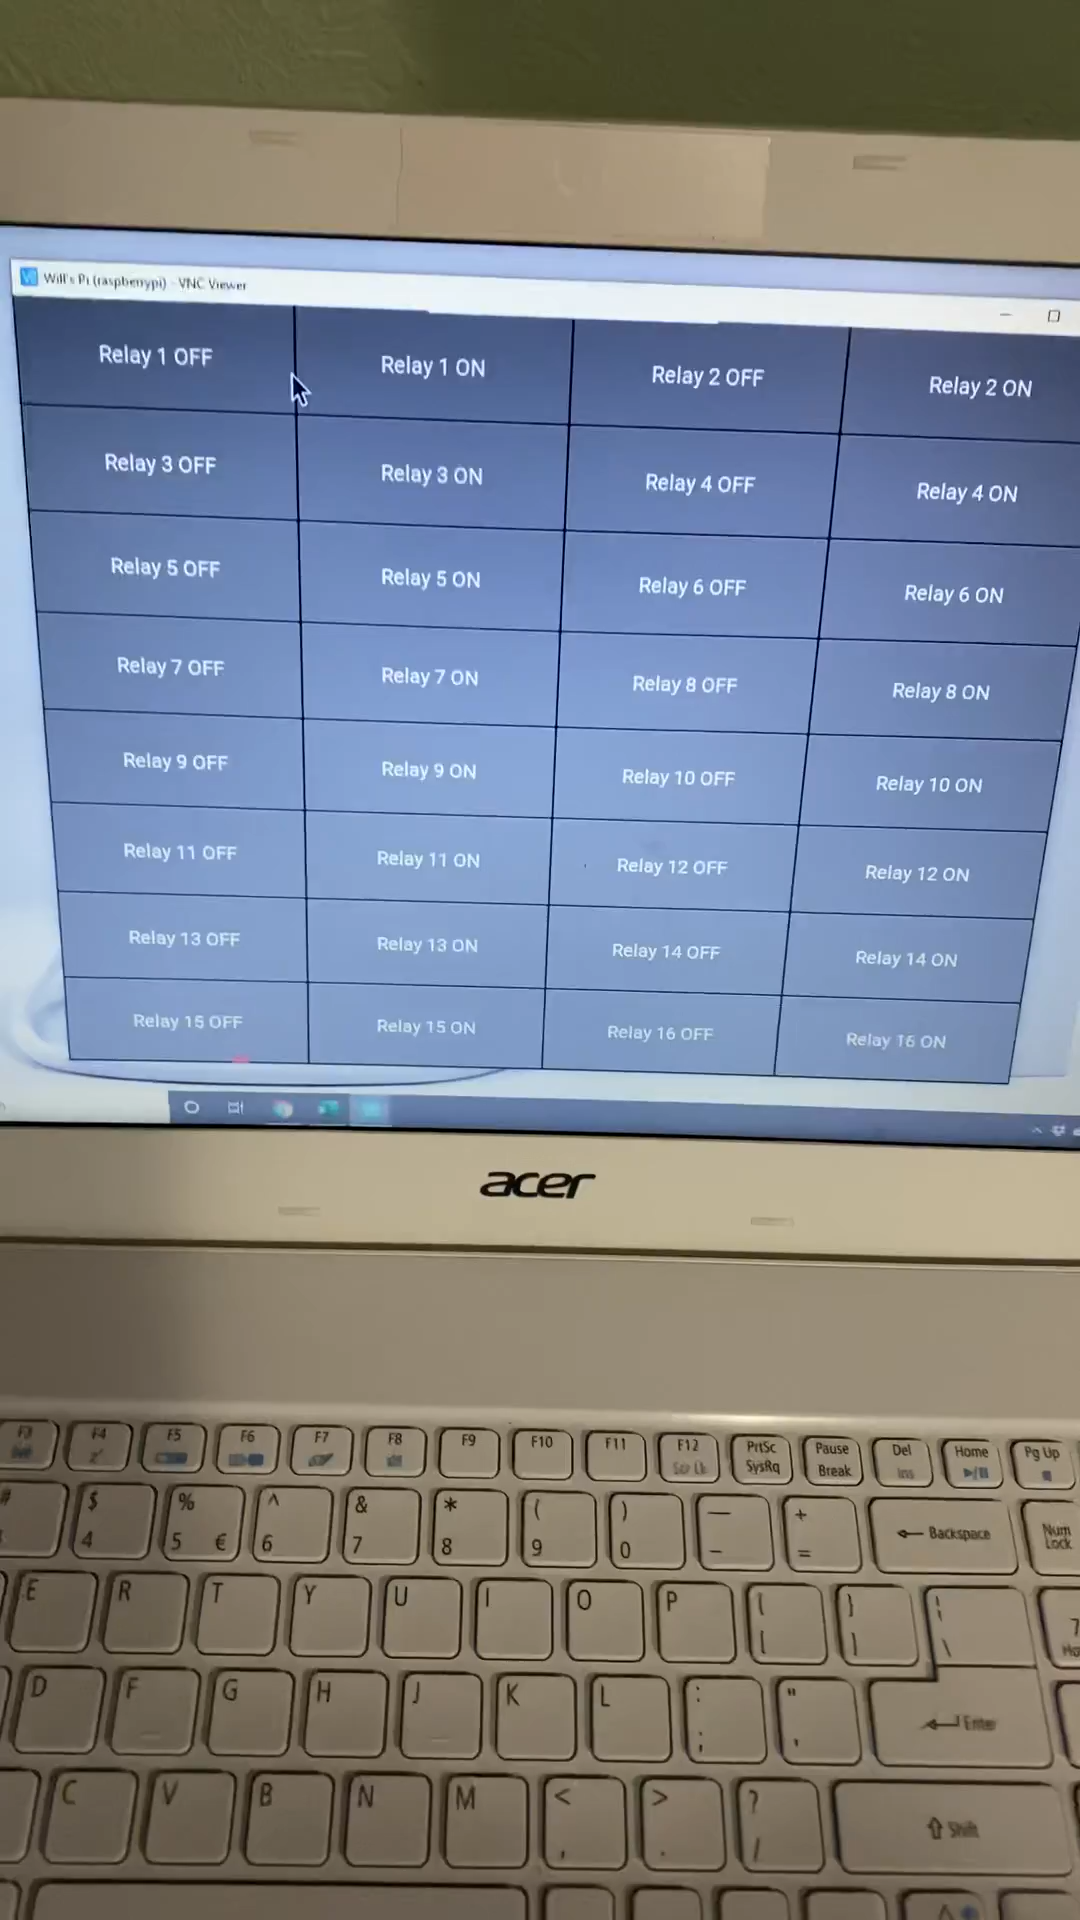 Will's Pi (raspberrypi) - VNC Viewer
Relay 1 OFF
Relay 1 ON
Relay 2 OFF
Relay 2 ON
Relay 3 OFF
Relay 3 ON
Relay 4 OFF
Relay 4 ON
Relay 5 OFF
Relay 5 ON
Relay 6 OFF
Relay 6 ON
Relay 7 OFF
Relay 7 ON
Relay 8 OFF
Relay 8 ON
Relay 9 OFF
Relay 9 ON
Relay 10 OFF
Relay 10 ON
Relay 11 OFF
Relay 11 ON
Relay 12 OFF
Relay 12 ON
Relay 13 OFF
Relay 13 ON
Relay 14 OFF
Relay 14 ON
Relay 15 OFF
Relay 15 ON
Relay 16 OFF
Relay 16 ON
acer
F3 F4 F5 F6 F7 F8 F9 F10 F11 F12 PrtSc Pause Del Home Pg Up
Scr Lk SysRq Break Ins
# $ % ^ & * ( ) — + Backspace Num
4 5 € 6 7 8 9 0 - = Lock
E R T Y U I O P { } ¦ 7
[ ] \
D F G H J K L : " Enter
; '
C V B N M < > ? Shift
, . /